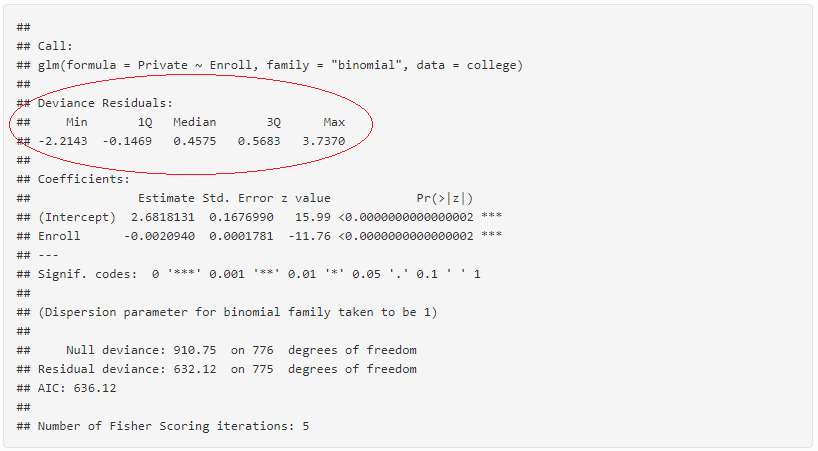 ##
## Call:
## glm(formula = Private ~ Enroll, family = "binomial", data = college)
##
## Deviance Residuals:
##     Min       1Q   Median       3Q      Max
## -2.2143  -0.1469   0.4575   0.5683   3.7370
##
## Coefficients:
##               Estimate Std. Error z value            Pr(>|z|)
## (Intercept)  2.6818131  0.1676990   15.99 <0.0000000000000002 ***
## Enroll      -0.0020940  0.0001781  -11.76 <0.0000000000000002 ***
## ---
## Signif. codes:  0 '***' 0.001 '**' 0.01 '*' 0.05 '.' 0.1 ' ' 1
##
## (Dispersion parameter for binomial family taken to be 1)
##
##     Null deviance: 910.75  on 776  degrees of freedom
## Residual deviance: 632.12  on 775  degrees of freedom
## AIC: 636.12
##
## Number of Fisher Scoring iterations: 5